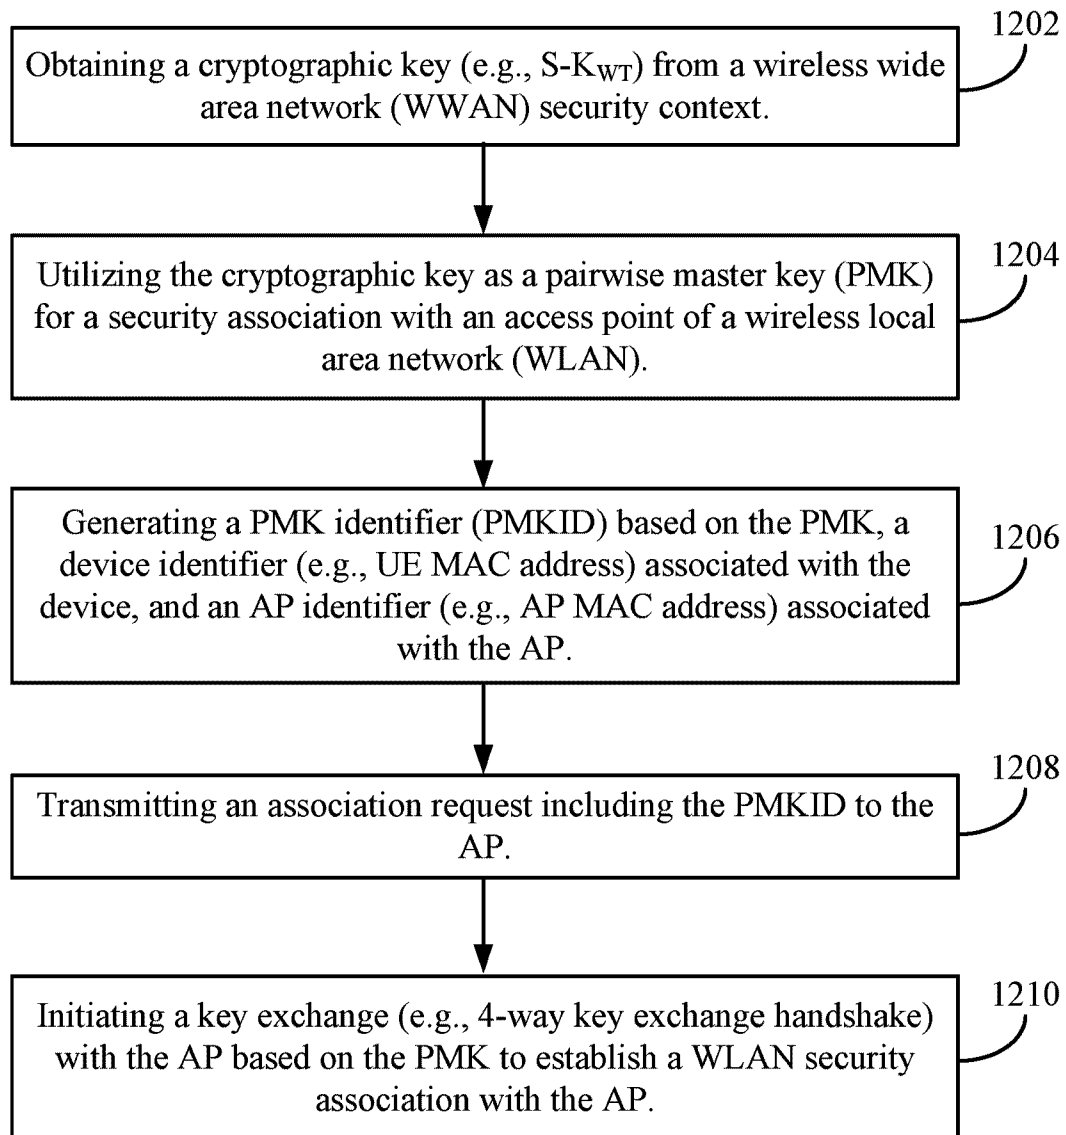 1202
Obtaining a cryptographic key (e.g., S-KWT) from a wireless wide
area network (WWAN) security context.
1204
Utilizing the cryptographic key as a pairwise master key (PMK)
for a security association with an access point of a wireless local
area network (WLAN).
1206
Generating a PMK identifier (PMKID) based on the PMK, a
device identifier (e.g., UE MAC address) associated with the
device, and an AP identifier (e.g., AP MAC address) associated
with the AP.
1208
Transmitting an association request including the PMKID to the
AP.
1210
Initiating a key exchange (e.g., 4-way key exchange handshake)
with the AP based on the PMK to establish a WLAN security
association with the AP.